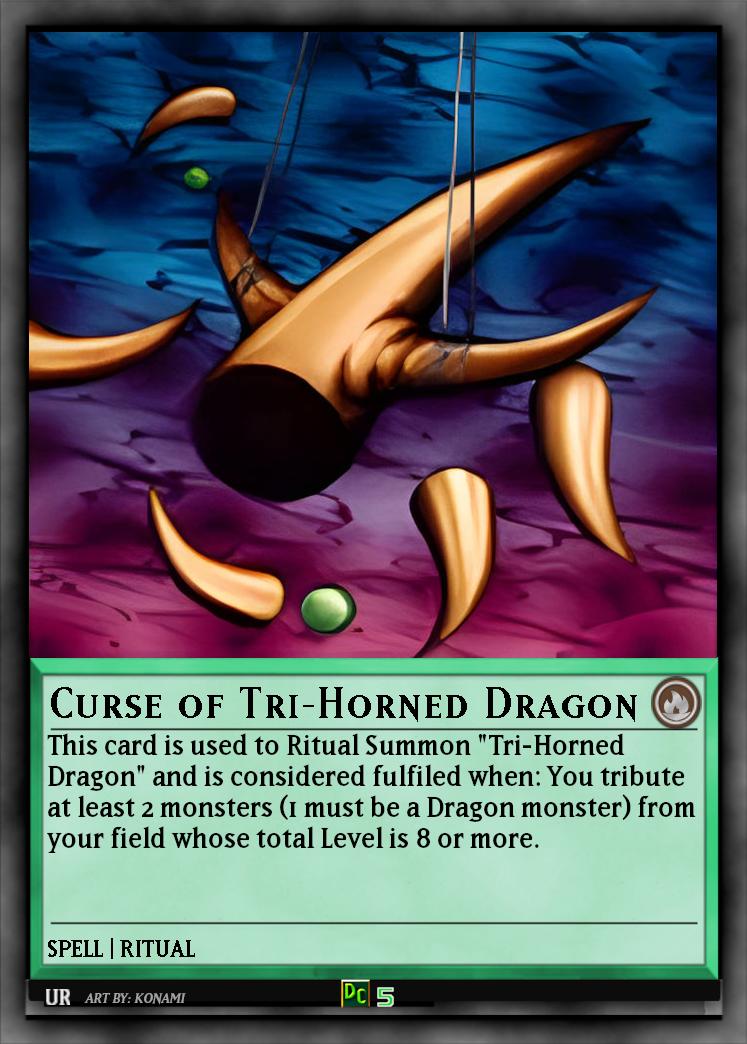 Curse of Tri-Horned Dragon
This card is used to Ritual Summon "Tri-Horned
Dragon" and is considered fulfiled when: You tribute
at least 2 monsters (1 must be a Dragon monster) from
your field whose total Level is 8 or more.
SPELL | RITUAL
UR ART BY: KONAMI DC 5